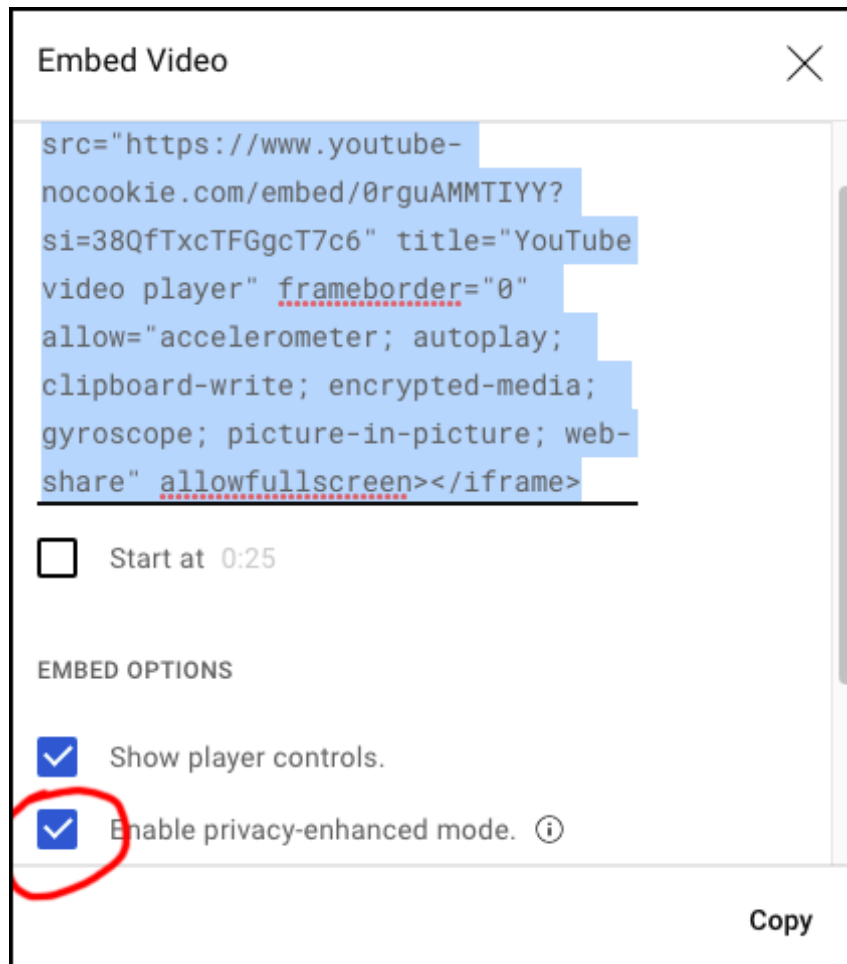 Embed Video
src="https://www.youtube-
nocookie.com/embed/0rguAMMTIYY?
si=38QfTxcTFGgcT7c6" title="YouTube
video player" frameborder="0"
allow="accelerometer; autoplay;
clipboard-write; encrypted-media;
gyroscope; picture-in-picture; web-
share" allowfullscreen></iframe>
Start at 0:25
EMBED OPTIONS
Show player controls.
Enable privacy-enhanced mode.
Copy